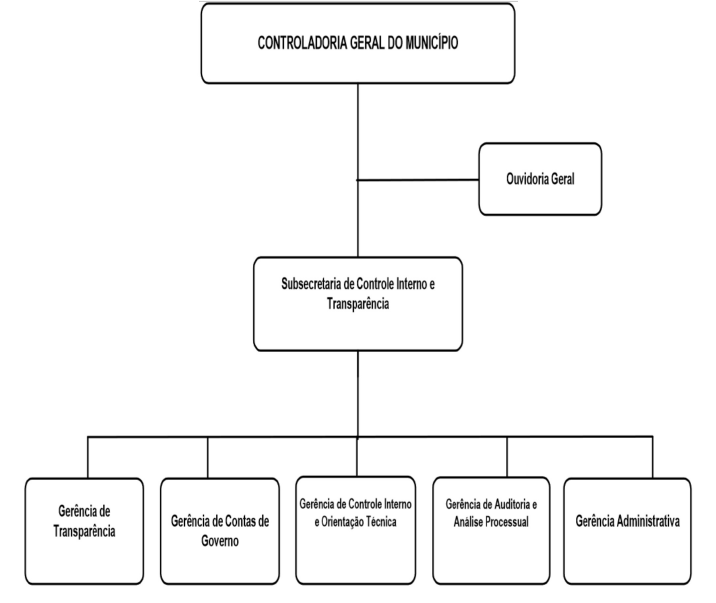 CONTROLADORIA GERAL DO MUNICÍPIO
Ouvidoria Geral
Subsecretaria de Controle Interno e
Transparência
Gerência de
Transparência
Gerência de Contas de
Governo
Gerência de Controle Interno
e Orientação Técnica
Gerência de Auditoria e
Análise Processual
Gerência Administrativa